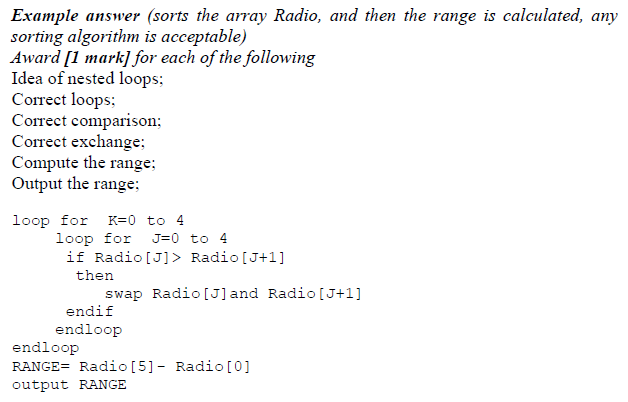 Example answer (sorts the array Radio, and then the range is calculated, any
sorting algorithm is acceptable)
Award [1 mark] for each of the following
Idea of nested loops;
Correct loops;
Correct comparison;
Correct exchange;
Compute the range;
Output the range;
loop for  K=0 to 4
     loop for  J=0 to 4
      if Radio[J]> Radio[J+1]
       then
          swap Radio[J]and Radio[J+1]
      endif
     endloop
endloop
RANGE= Radio[5]- Radio[0]
output RANGE